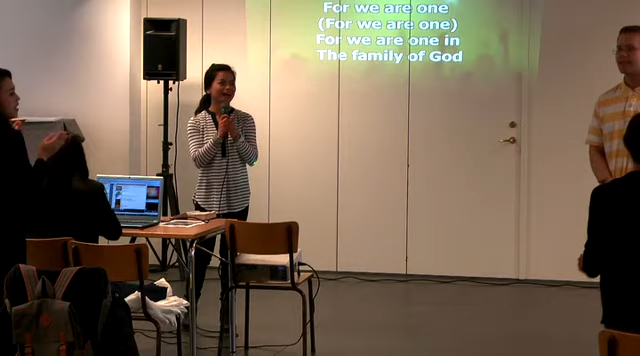 For we are one
(For we are one)
For we are one in
The family of God